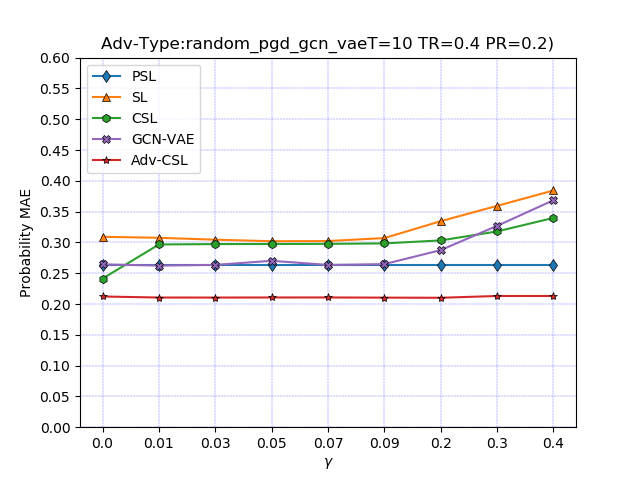 Adv-Type:random_pgd_gcn_vaeT=10 TR=0.4 PR=0.2)
PSL
SL
CSL
GCN-VAE
Adv-CSL
Probability MAE
0.60
0.55
0.50
0.45
0.40
0.35
0.30
0.25
0.20
0.15
0.10
0.05
0.00
0.0 0.01 0.03 0.05 0.07 0.09 0.2 0.3 0.4
γ